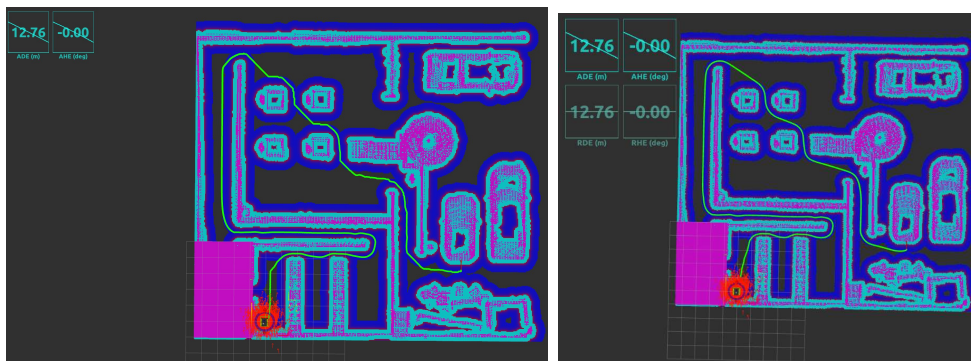 12.76 -0.00
ADE (m) AHE (deg)
12.76 -0.00
ADE (m) AHE (deg)
12.76 -0.00
RDE (m) RHE (deg)